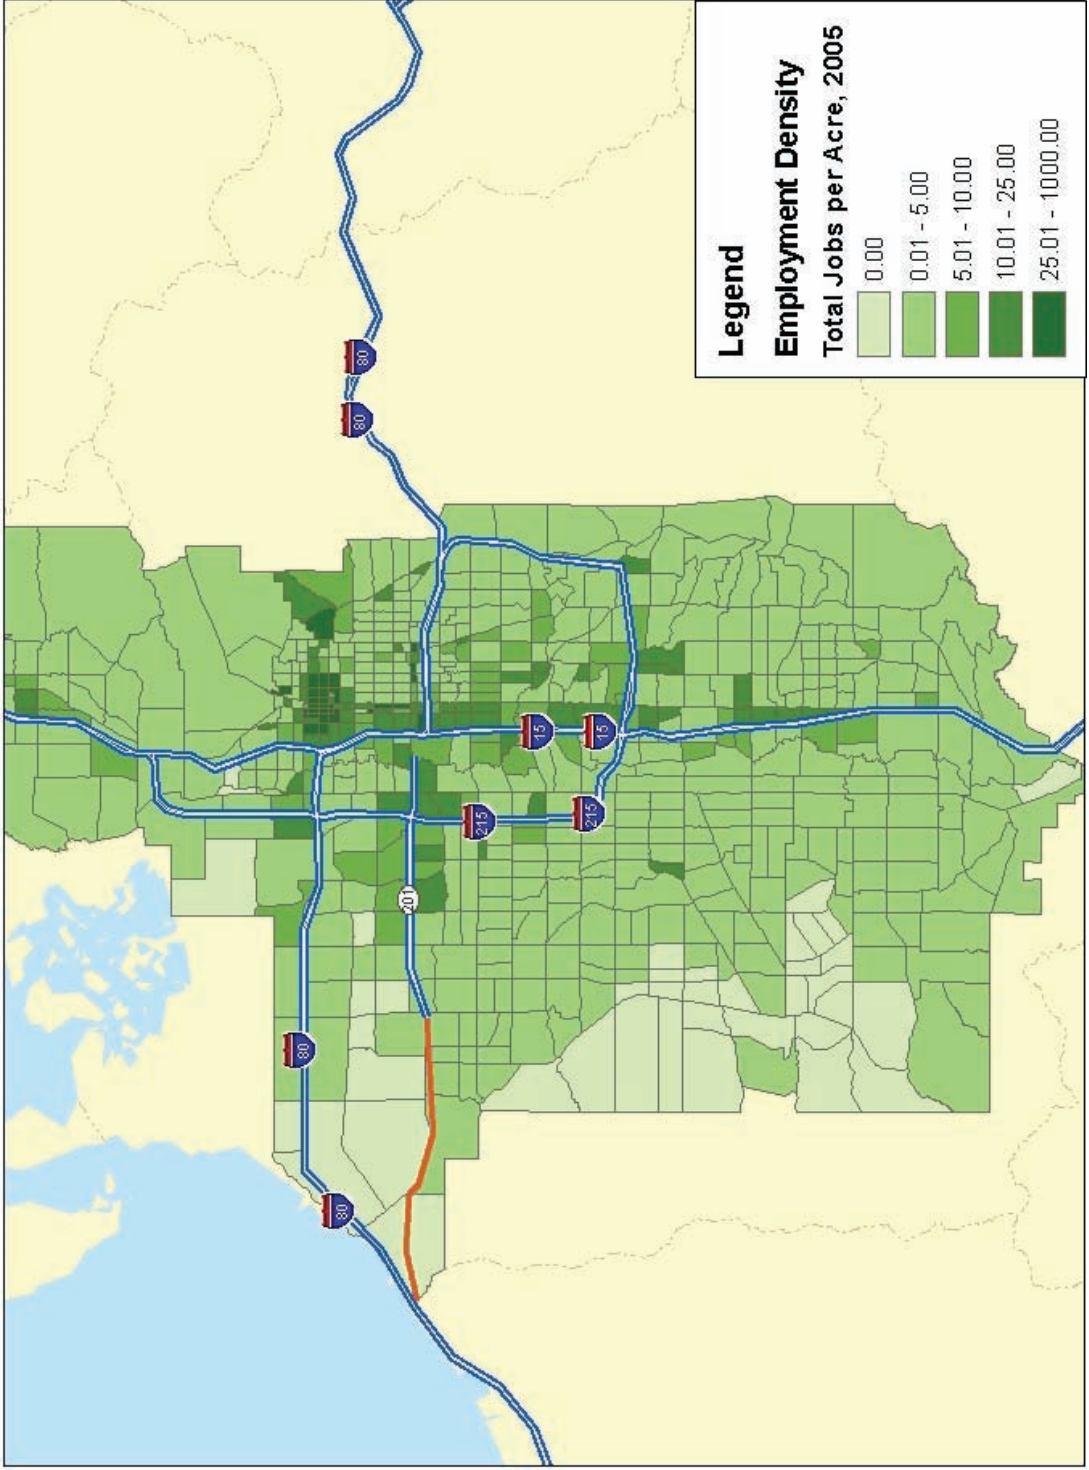 80
80
80
80
201
215
215
15
15
Legend
Employment Density
Total Jobs per Acre, 2005
0.00
0.01 - 5.00
5.01 - 10.00
10.01 - 25.00
25.01 - 1000.00